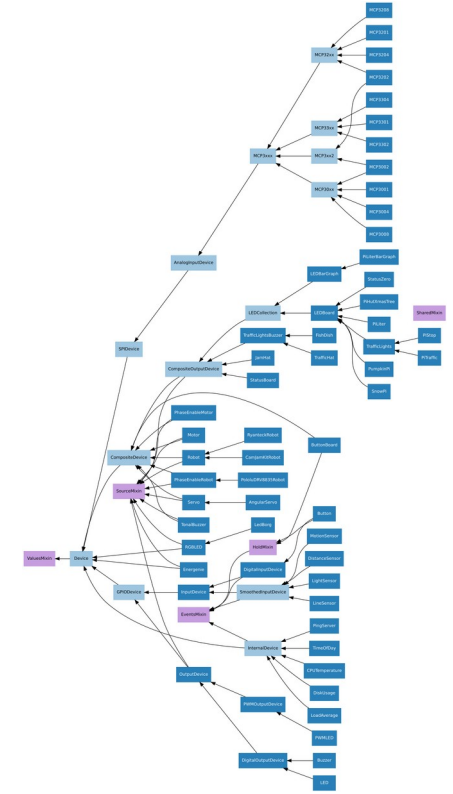 MCP3208
MCP3201
MCP32xx
MCP3204
MCP3202
MCP3304
MCP3301
MCP33xx
MCP3302
MCP3xxx
MCP3xx2
MCP3002
MCP30xx
MCP3001
MCP3004
MCP3008
AnalogInputDevice
PiLiterBarGraph
LEDBarGraph
StatusZero
PiHutXmasTree
LEDCollection
LEDBoard
SharedMixin
PiLiter
TrafficLightsBuzzer
FishDish
PiStop
TrafficLights
SPIDevice
JamHat
TrafficHat
PiTraffic
CompositeOutputDevice
PumpkinPi
StatusBoard
SnowPi
PhaseEnableMotor
Motor
RyanteckRobot
ButtonBoard
CompositeDevice
Robot
CamJamKitRobot
PhaseEnableRobot
PololuDRV8835Robot
SourceMixin
Servo
AngularServo
Button
TonalBuzzer
LedBorg
MotionSensor
RGBLED
HoldMixin
ValuesMixin
Device
DistanceSensor
Energenie
DigitalInputDevice
LightSensor
GPIODevice
InputDevice
SmoothedInputDevice
LineSensor
EventsMixin
PingServer
InternalDevice
TimeOfDay
CPUTemperature
OutputDevice
DiskUsage
PWMOutputDevice
LoadAverage
PWMLED
DigitalOutputDevice
Buzzer
LED